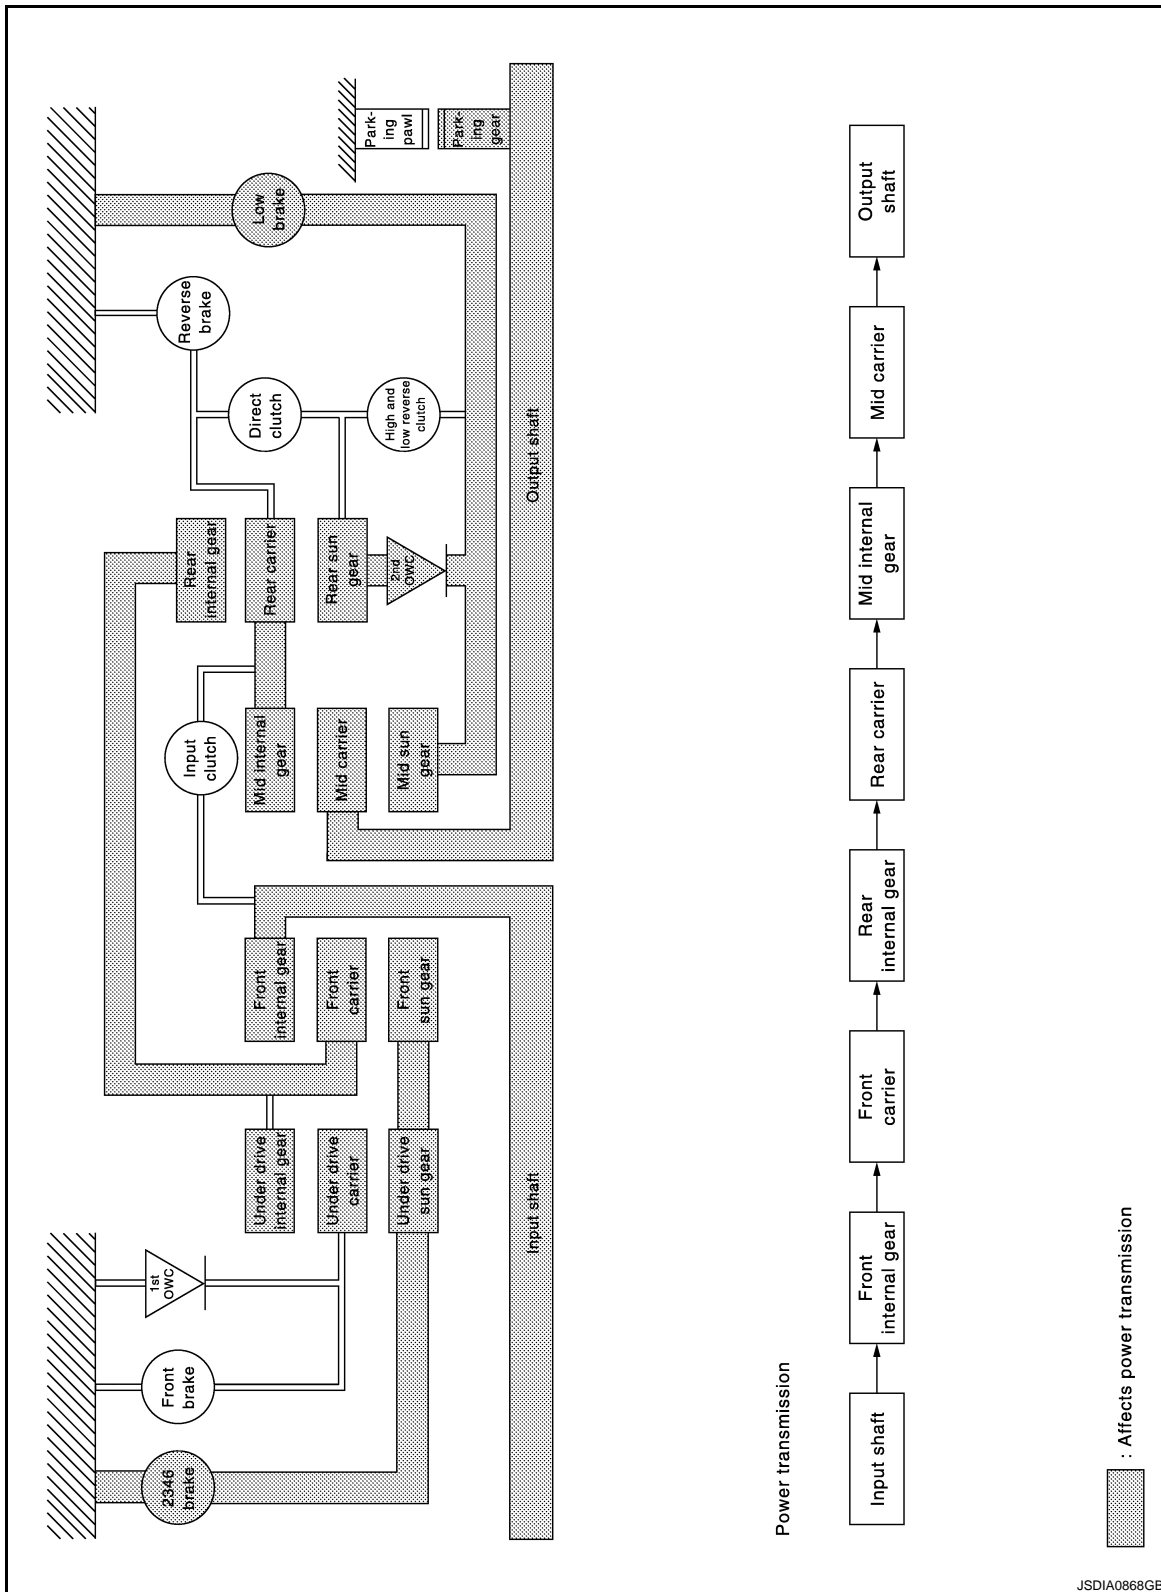 2346
brake
Front
brake
1st
OWC
Under drive
internal gear
Under drive
carrier
Under drive
sun gear
Front
internal gear
Front
carrier
Front
sun gear
Input
clutch
Mid internal
gear
Mid carrier
Mid sun
gear
Rear
internal gear
Rear carrier
Rear sun
gear
2nd
OWC
Reverse
brake
Direct
clutch
High and
low reverse
clutch
Low
brake
Park-
ing
pawl
Park-
ing
gear
Input shaft
Output shaft
Power transmission
Input shaft
Front
internal gear
Front
carrier
Rear
internal gear
Rear carrier
Mid internal
gear
Mid carrier
Output
shaft
: Affects power transmission
JSDIA0868GB